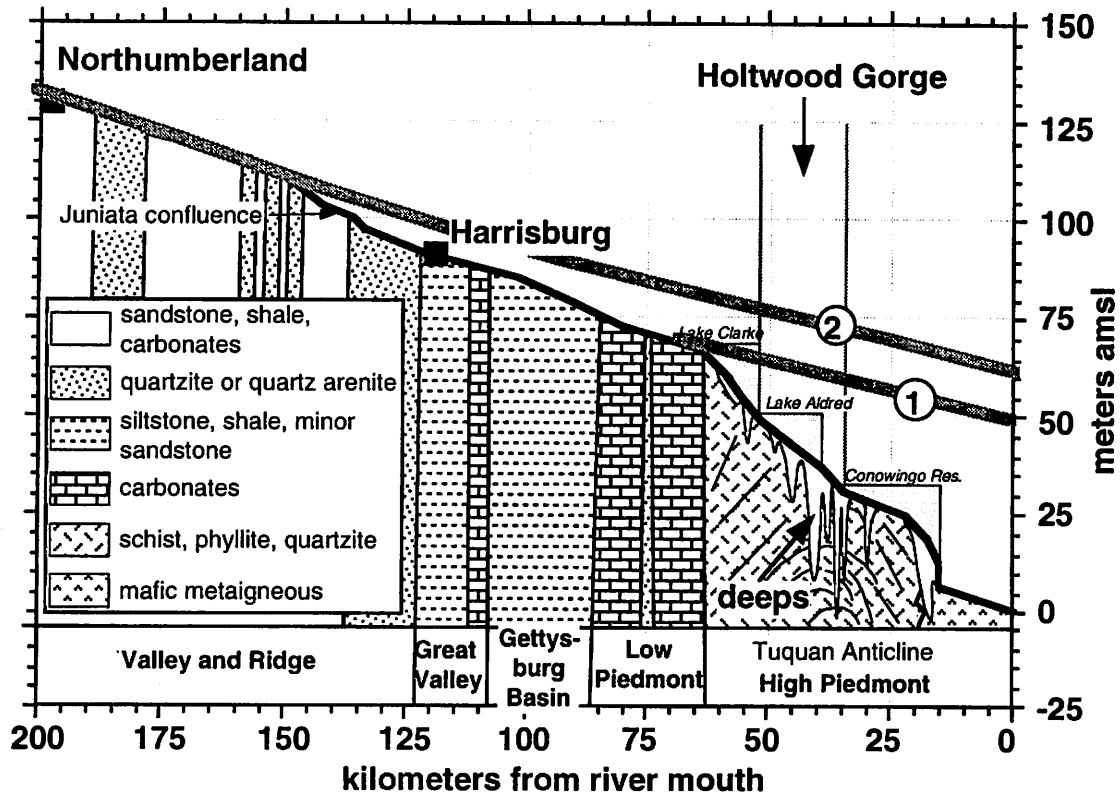 Northumberland
Holtwood Gorge
Juniata confluence
Harrisburg
sandstone, shale,
carbonates
quartzite or quartz arenite
siltstone, shale, minor
sandstone
carbonates
schist, phyllite, quartzite
mafic metaigneous
Lake Clarke
2
1
Lake Aldred
Conowingo Res.
deeps
Valley and Ridge
Great
Valley
Gettys-
burg
Basin
Low
Piedmont
Tuquan Anticline
High Piedmont
150
125
100
75
50
25
0
-25
meters amsl
200 175 150 125 100 75 50 25 0
kilometers from river mouth